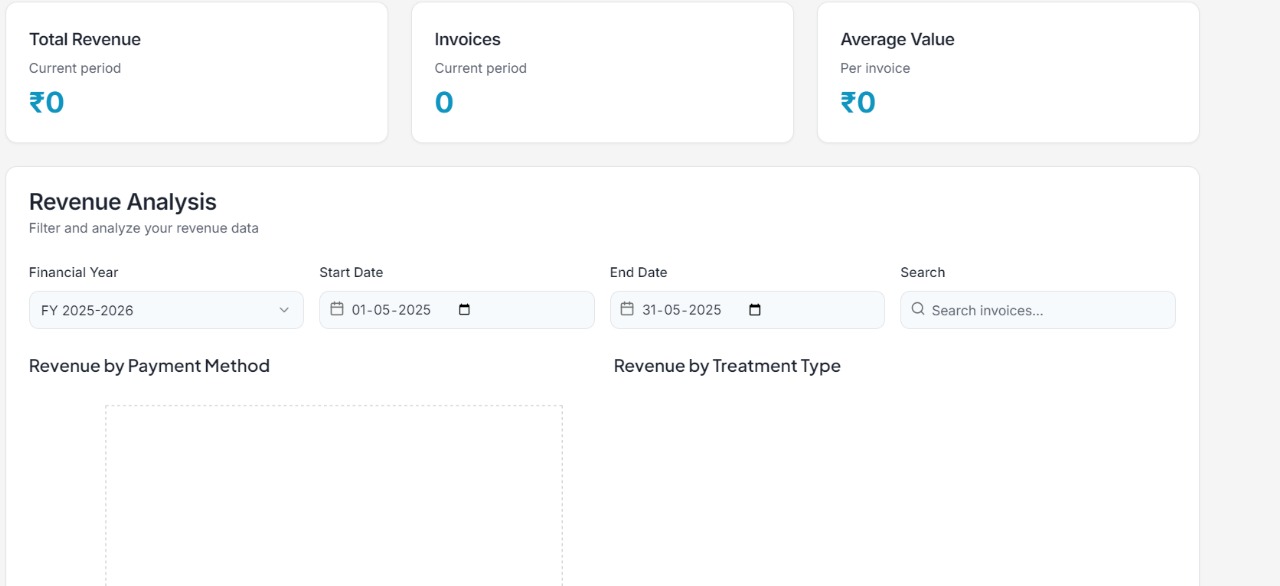 Total Revenue
Current period
₹0
Invoices
Current period
0
Average Value
Per invoice
₹0
Revenue Analysis
Filter and analyze your revenue data
Financial Year
FY 2025-2026
Start Date
01-05-2025
End Date
31-05-2025
Search
Search invoices...
Revenue by Payment Method
Revenue by Treatment Type